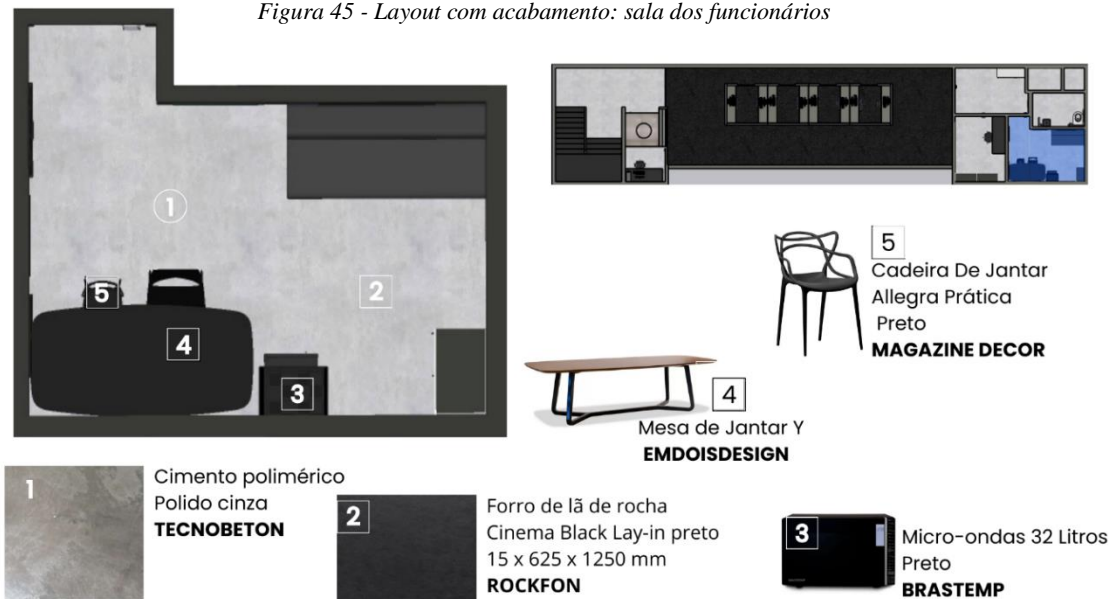 Figura 45 - Layout com acabamento: sala dos funcionários
1
2
5
4
3
5
Cadeira De Jantar
Allegra Prática
Preto
MAGAZINE DECOR
4
Mesa de Jantar Y
EMDOISDESIGN
1
Cimento polimérico
Polido cinza
TECNOBETON
2
Forro de lã de rocha
Cinema Black Lay-in preto
15 x 625 x 1250 mm
ROCKFON
3
Micro-ondas 32 Litros
Preto
BRASTEMP